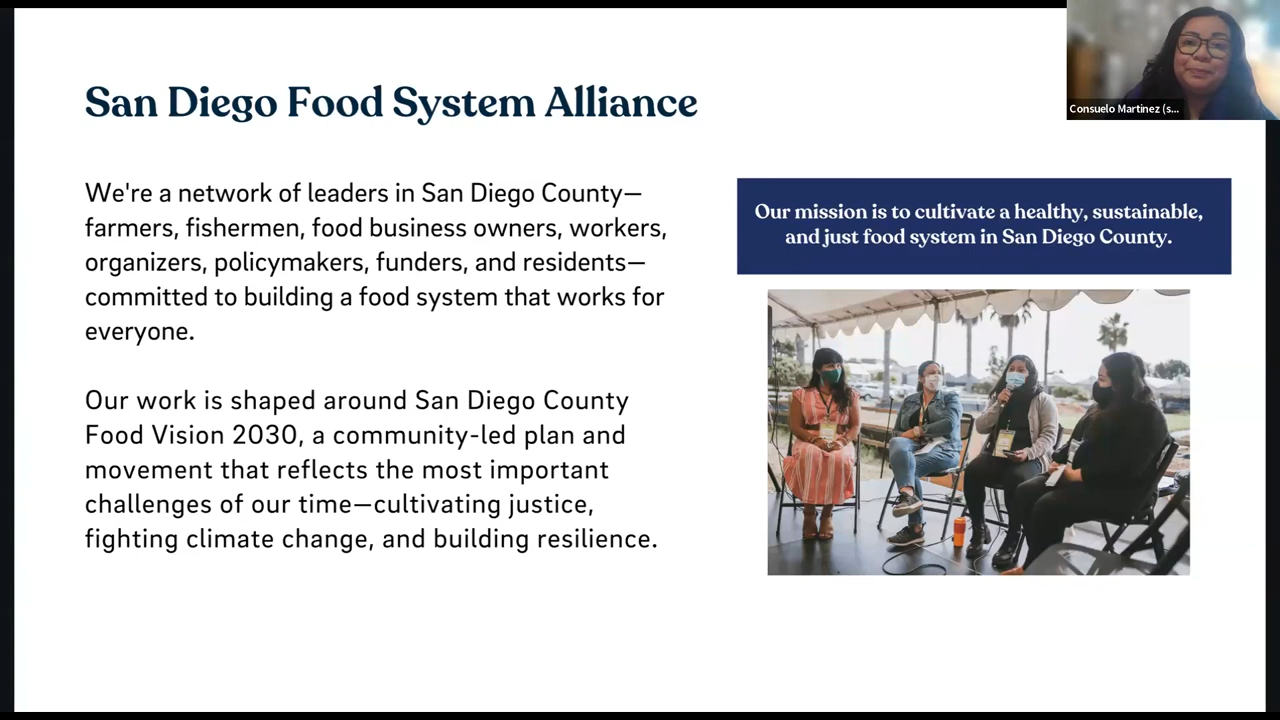 San Diego Food System Alliance
Consuelo Martinez (s...
We're a network of leaders in San Diego County—
farmers, fishermen, food business owners, workers,
organizers, policymakers, funders, and residents—
committed to building a food system that works for
everyone.
Our work is shaped around San Diego County
Food Vision 2030, a community-led plan and
movement that reflects the most important
challenges of our time—cultivating justice,
fighting climate change, and building resilience.
Our mission is to cultivate a healthy, sustainable,
and just food system in San Diego County.